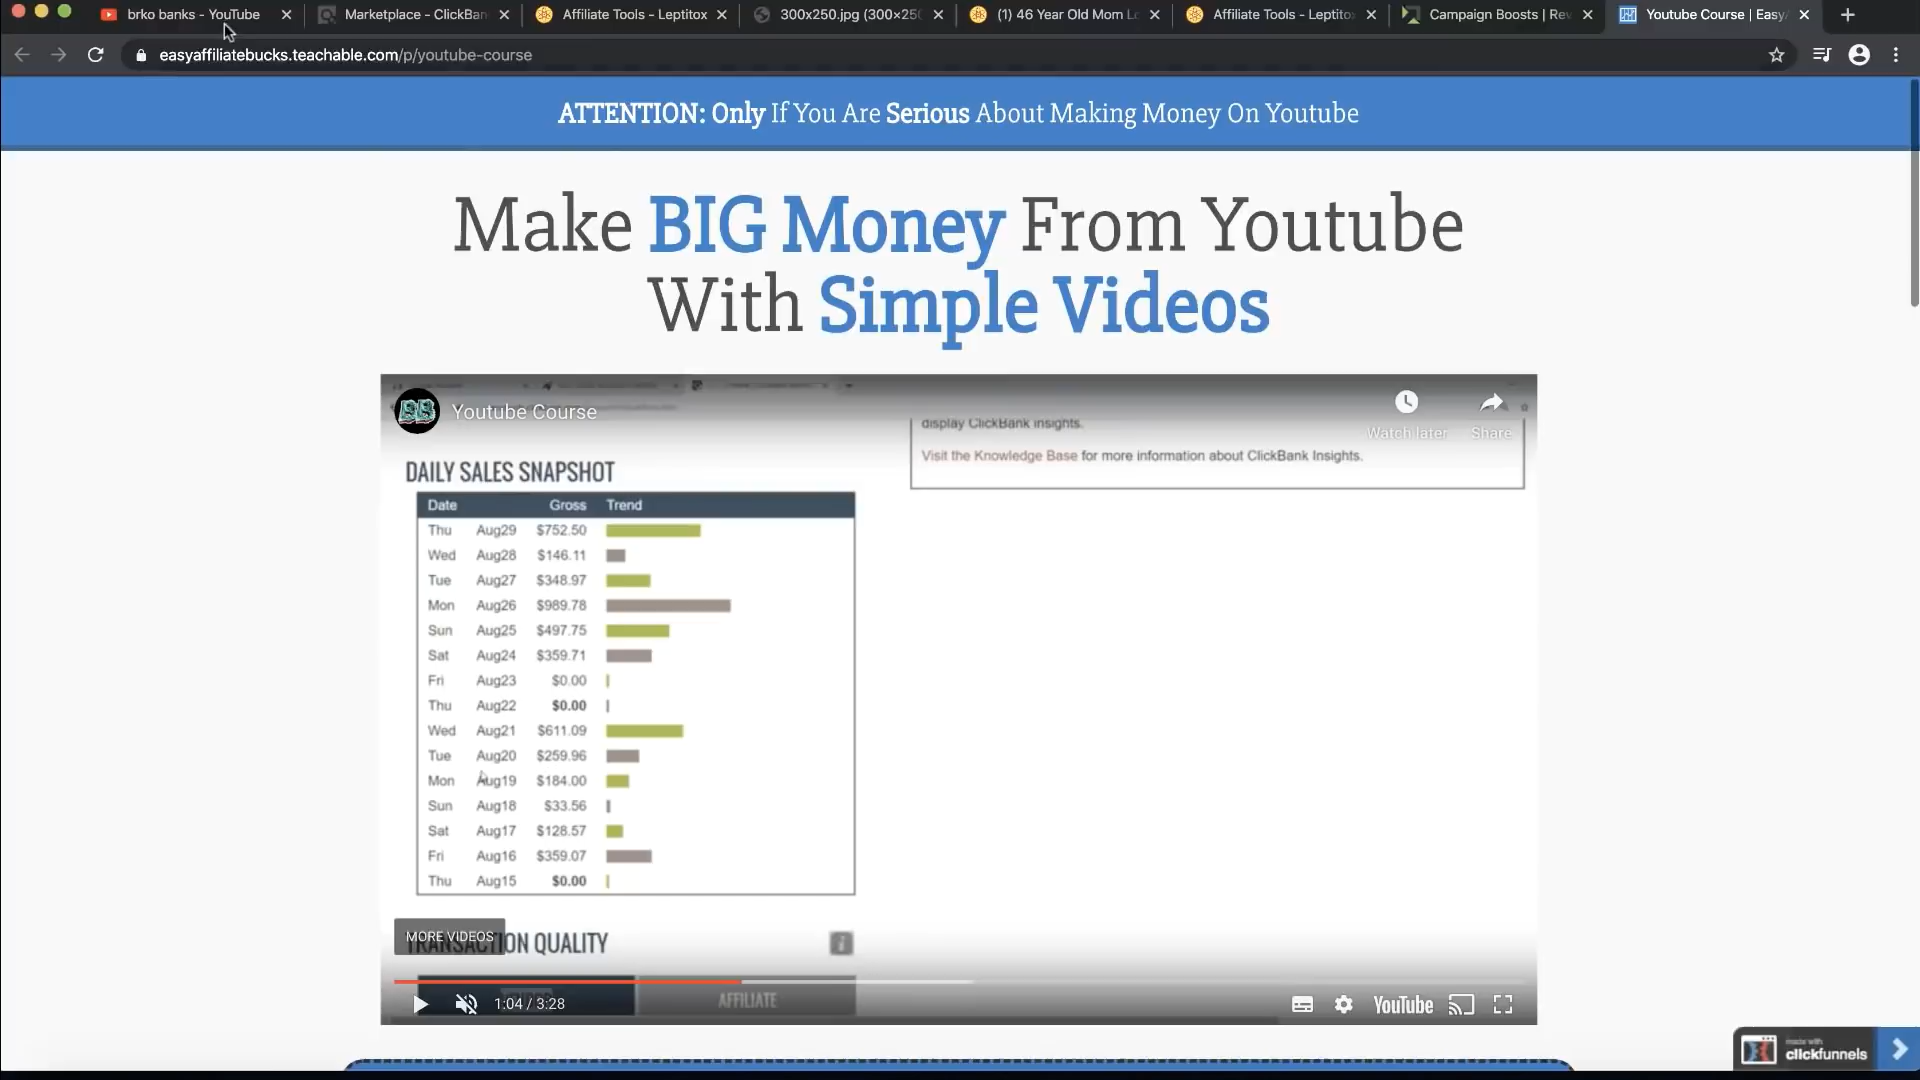 brko banks - YouTube
Marketplace - ClickBan
Affiliate Tools - Leptitox
300x250.jpg (300×250
(1) 46 Year Old Mom Lo
Affiliate Tools - Leptitox
Campaign Boosts | Rev
Youtube Course | Easy
easyaffiliatebucks.teachable.com/p/youtube-course
ATTENTION: Only If You Are Serious About Making Money On Youtube
Make BIG Money From Youtube
With Simple Videos
Youtube Course
Watch later
Share
display ClickBank insights.
Visit the Knowledge Base for more information about ClickBank Insights.
DAILY SALES SNAPSHOT
Date Gross Trend
Thu Aug29 $752.50
Wed Aug28 $146.11
Tue Aug27 $348.97
Mon Aug26 $989.78
Sun Aug25 $497.75
Sat Aug24 $359.71
Fri Aug23 $0.00
Thu Aug22 $0.00
Wed Aug21 $611.09
Tue Aug20 $259.96
Mon Aug19 $184.00
Sun Aug18 $33.56
Sat Aug17 $128.57
Fri Aug16 $359.07
Thu Aug15 $0.00
MORE VIDEOS
TRANSACTION QUALITY
AFFILIATE
1:04 / 3:28
YouTube
made with
clickfunnels